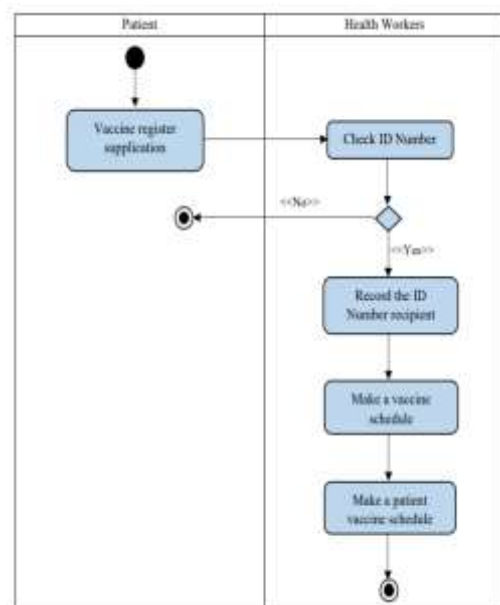 Patient
Health Workers
Vaccine register
supplication
Check ID Number
<<No>>
<<Yes>>
Record the ID
Number recipient
Make a vaccine
schedule
Make a patient
vaccine schedule